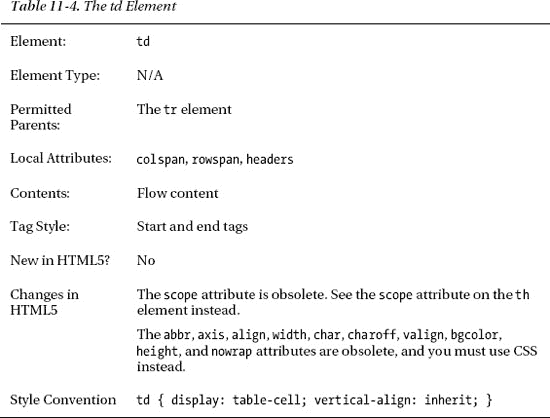 Table 11-4. The td Element
Element: td
Element Type: N/A
Permitted Parents: The tr element
Local Attributes: colspan, rowspan, headers
Contents: Flow content
Tag Style: Start and end tags
New in HTML5? No
Changes in HTML5 The scope attribute is obsolete. See the scope attribute on the th
element instead.
The abbr, axis, align, width, char, charoff, valign, bgcolor,
height, and nowrap attributes are obsolete, and you must use CSS
instead.
Style Convention td { display: table-cell; vertical-align: inherit; }